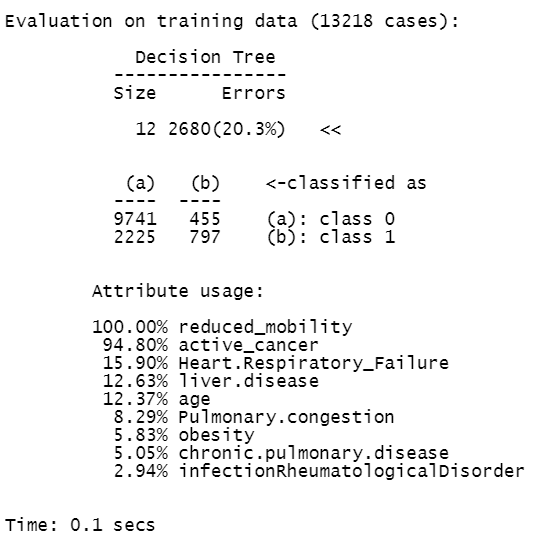 Evaluation on training data (13218 cases):
Decision Tree
----------------
Size Errors
12 2680(20.3%) <<
(a) (b) <-classified as
---- ----
9741 455 (a): class 0
2225 797 (b): class 1
Attribute usage:
100.00% reduced_mobility
94.80% active_cancer
15.90% Heart.Respiratory_Failure
12.63% liver.disease
12.37% age
8.29% Pulmonary.congestion
5.83% obesity
5.05% chronic.pulmonary.disease
2.94% infectionRheumatologicalDisorder
Time: 0.1 secs